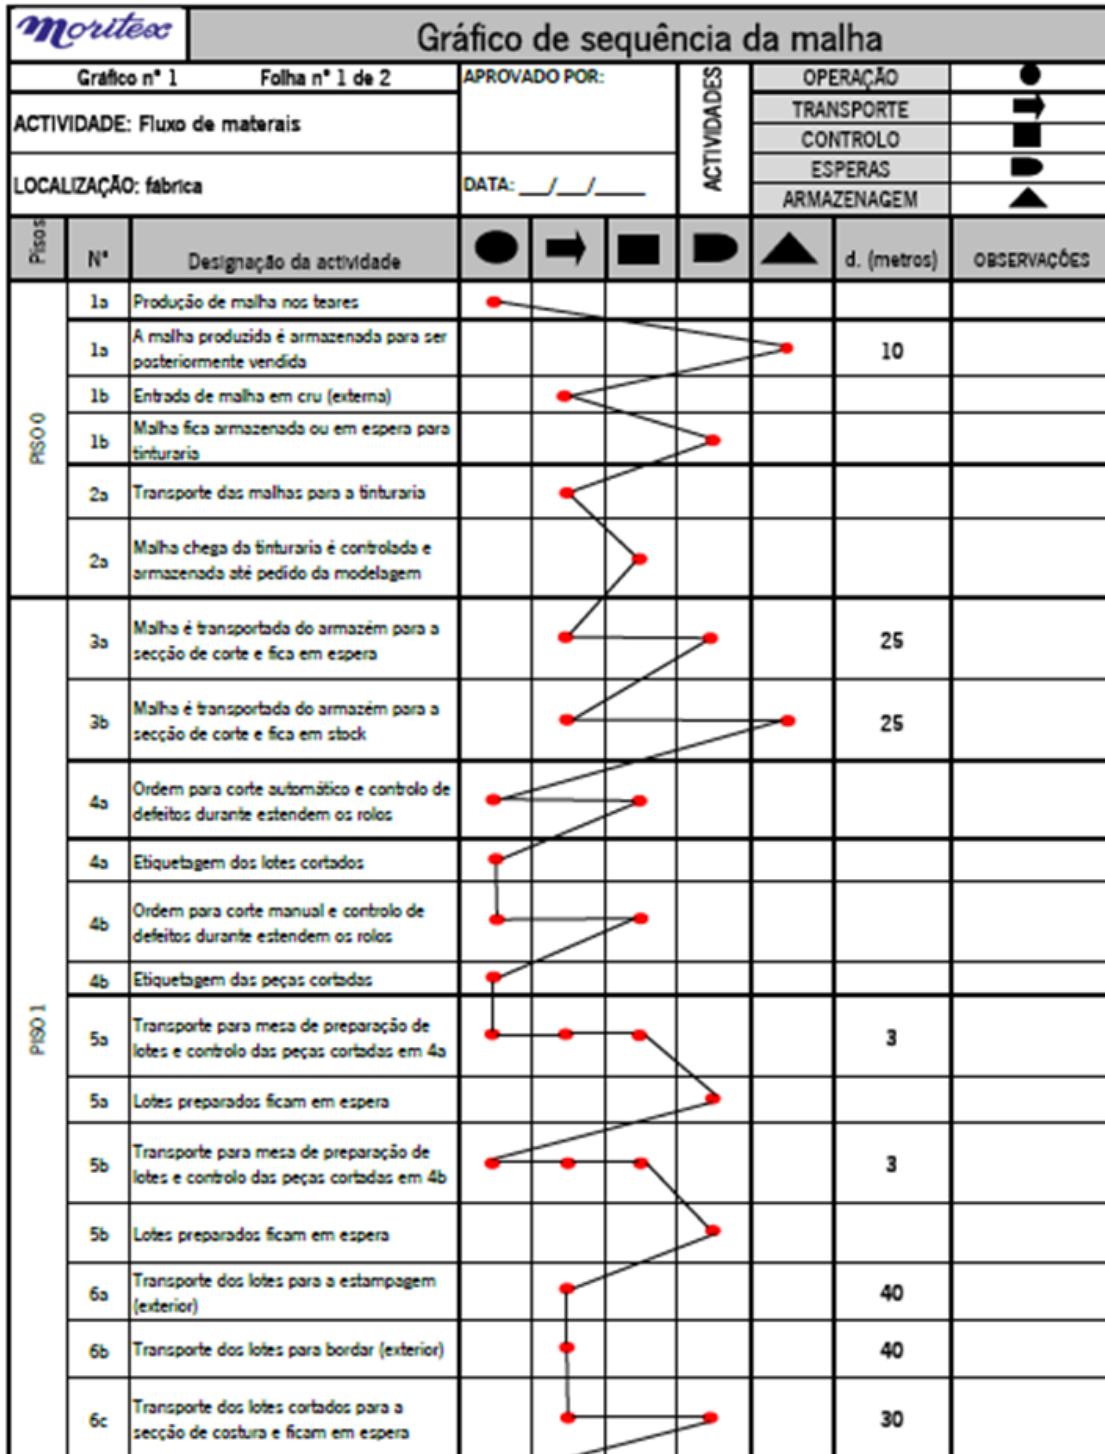 Moritex
Gráfico de sequência da malha
Gráfico nº 1 Folha nº 1 de 2
APROVADO POR:
ACTIVIDADES
OPERAÇÃO
TRANSPORTE
ACTIVIDADE: Fluxo de materais
CONTROLO
ESPERAS
LOCALIZAÇÃO: fábrica
DATA: ___/___/_____
ARMAZENAGEM
Pisos
Nº
Designação da actividade
d. (metros)
OBSERVAÇÕES
PISO 0
1a Produção de malha nos teares
1a A malha produzida é armazenada para ser
posteriormente vendida
10
1b Entrada de malha em cru (externa)
1b Malha fica armazenada ou em espera para
tinturaria
2a Transporte das malhas para a tinturaria
2a Malha chega da tinturaria é controlada e
armazenada até pedido da modelagem
PISO 1
3a Malha é transportada do armazém para a
secção de corte e fica em espera
25
3b Malha é transportada do armazém para a
secção de corte e fica em stock
25
4a Ordem para corte automático e controlo de
defeitos durante estendem os rolos
4a Etiquetagem dos lotes cortados
4b Ordem para corte manual e controlo de
defeitos durante estendem os rolos
4b Etiquetagem das peças cortadas
5a Transporte para mesa de preparação de
lotes e controlo das peças cortadas em 4a
3
5a Lotes preparados ficam em espera
5b Transporte para mesa de preparação de
lotes e controlo das peças cortadas em 4b
3
5b Lotes preparados ficam em espera
6a Transporte dos lotes para a estampagem
(exterior)
40
6b Transporte dos lotes para bordar (exterior)
40
6c Transporte dos lotes cortados para a
secção de costura e ficam em espera
30